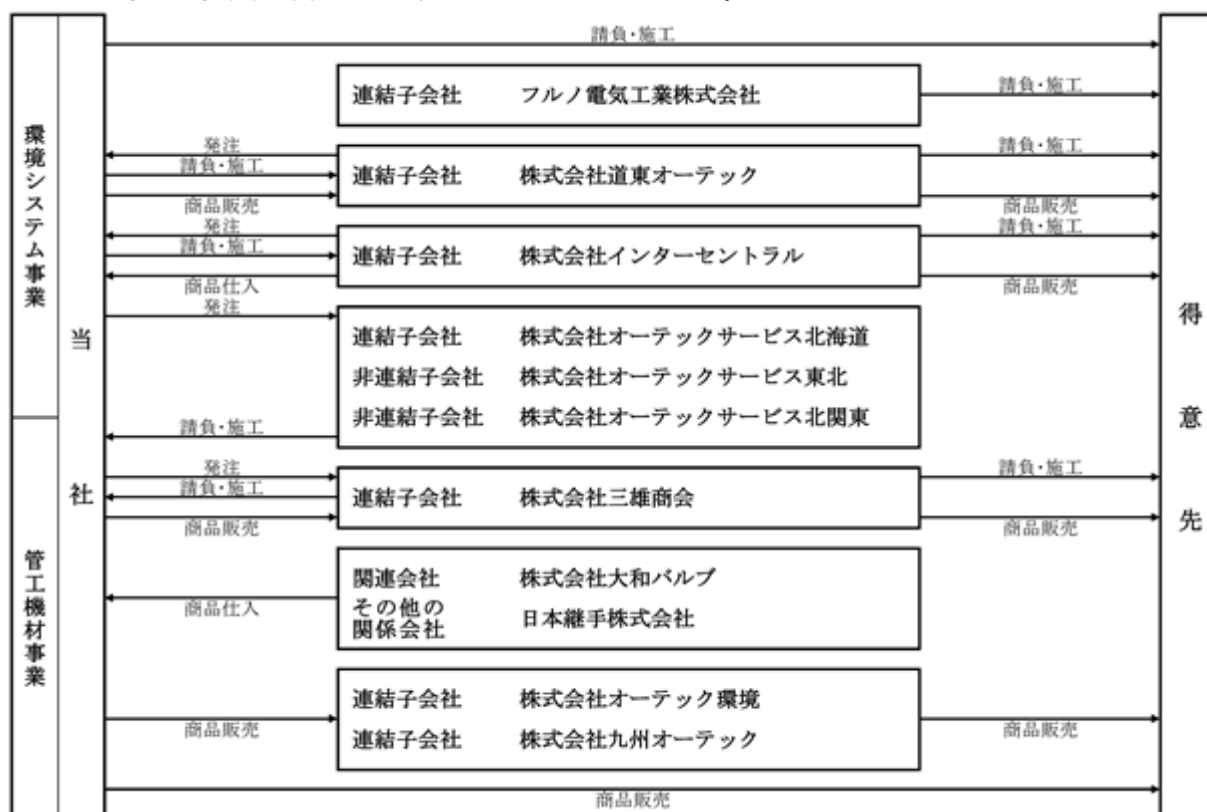 環境システム事業
管工機材事業
当社
請負・施工
連結子会社 フルノ電気工業株式会社
請負・施工
発注
請負・施工
商品販売
連結子会社 株式会社道東オーテック
請負・施工
商品販売
発注
請負・施工
商品仕入
連結子会社 株式会社インターセントラル
請負・施工
商品販売
発注
連結子会社 株式会社オーテックサービス北海道
非連結子会社 株式会社オーテックサービス東北
非連結子会社 株式会社オーテックサービス北関東
請負・施工
発注
請負・施工
商品販売
連結子会社 株式会社三雄商会
請負・施工
商品販売
関連会社 株式会社大和バルブ
その他の
関係会社 日本継手株式会社
商品仕入
連結子会社 株式会社オーテック環境
連結子会社 株式会社九州オーテック
商品販売
商品販売
商品販売
得意先